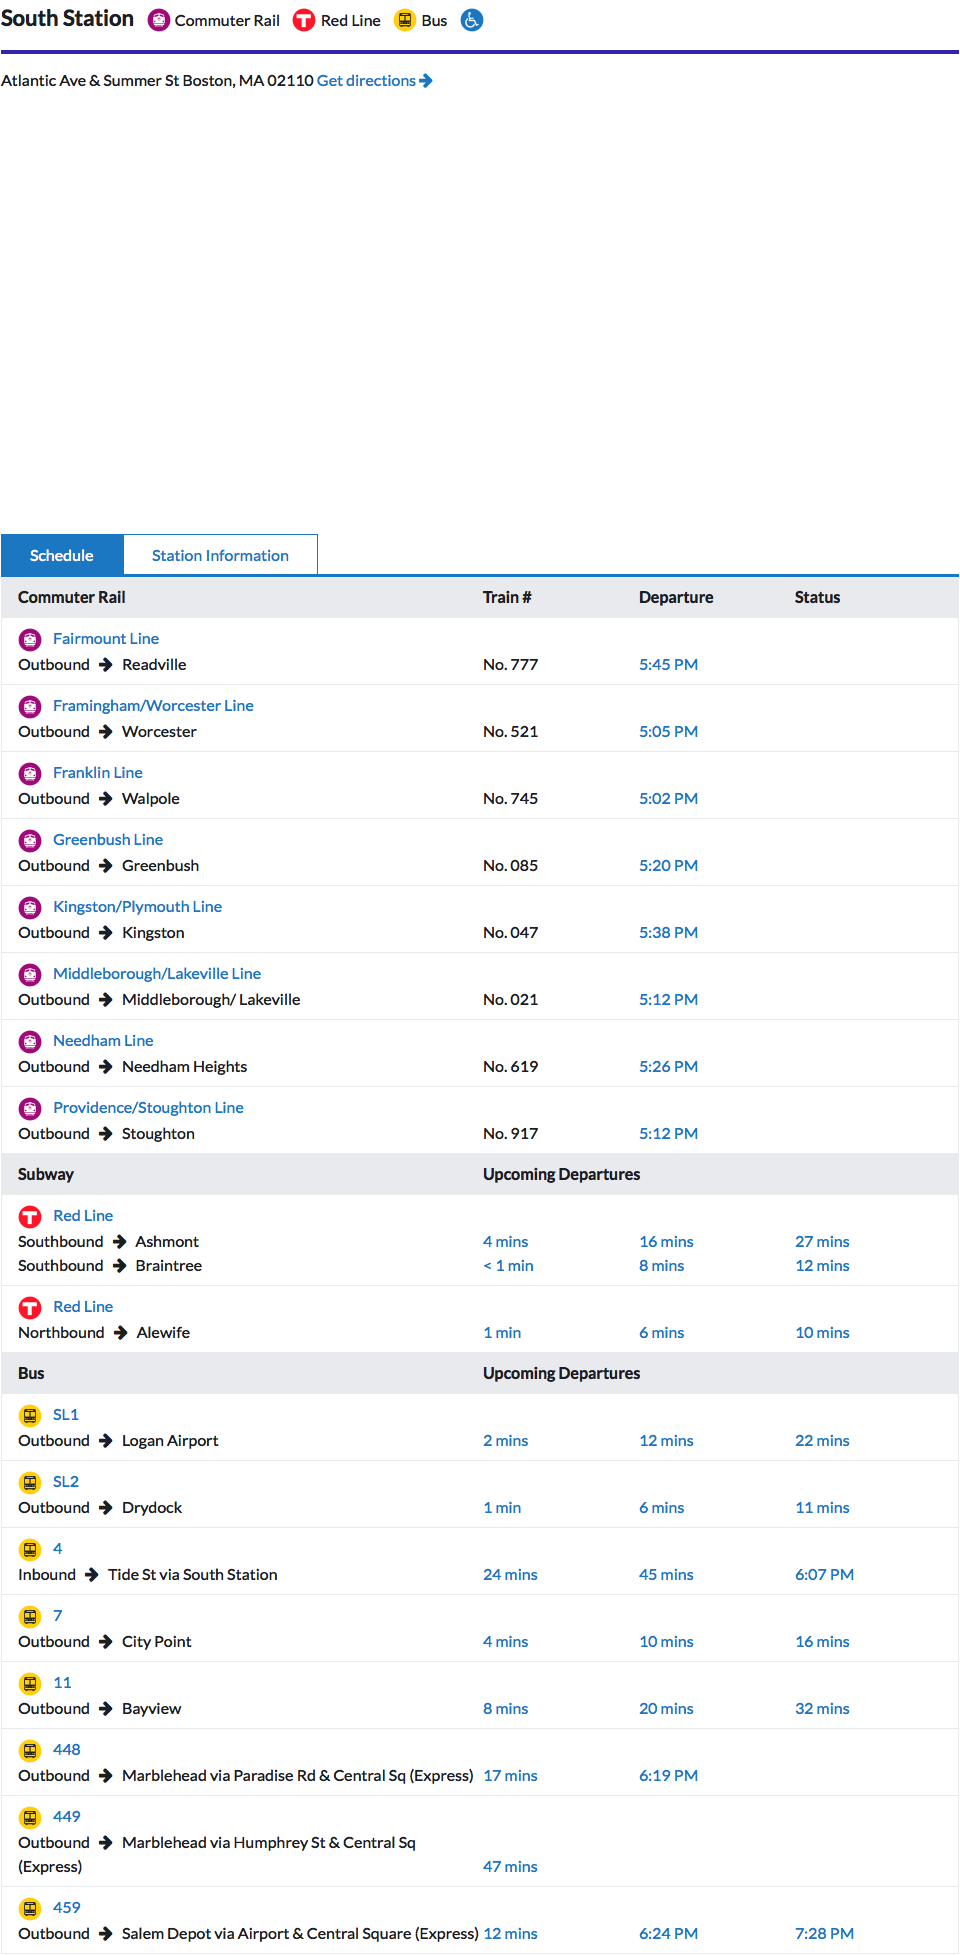 South Station Commuter Rail Red Line Bus
Atlantic Ave & Summer St Boston, MA 02110 Get directions
Schedule Station Information
Commuter Rail Train # Departure Status
Fairmount Line
Outbound → Readville No. 777 5:45 PM
Framingham/Worcester Line
Outbound → Worcester No. 521 5:05 PM
Franklin Line
Outbound → Walpole No. 745 5:02 PM
Greenbush Line
Outbound → Greenbush No. 085 5:20 PM
Kingston/Plymouth Line
Outbound → Kingston No. 047 5:38 PM
Middleborough/Lakeville Line
Outbound → Middleborough/ Lakeville No. 021 5:12 PM
Needham Line
Outbound → Needham Heights No. 619 5:26 PM
Providence/Stoughton Line
Outbound → Stoughton No. 917 5:12 PM
Subway Upcoming Departures
Red Line
Southbound → Ashmont 4 mins 16 mins 27 mins
Southbound → Braintree < 1 min 8 mins 12 mins
Red Line
Northbound → Alewife 1 min 6 mins 10 mins
Bus Upcoming Departures
SL1
Outbound → Logan Airport 2 mins 12 mins 22 mins
SL2
Outbound → Drydock 1 min 6 mins 11 mins
4
Inbound → Tide St via South Station 24 mins 45 mins 6:07 PM
7
Outbound → City Point 4 mins 10 mins 16 mins
11
Outbound → Bayview 8 mins 20 mins 32 mins
448
Outbound → Marblehead via Paradise Rd & Central Sq (Express) 17 mins 6:19 PM
449
Outbound → Marblehead via Humphrey St & Central Sq
(Express) 47 mins
459
Outbound → Salem Depot via Airport & Central Square (Express) 12 mins 6:24 PM 7:28 PM